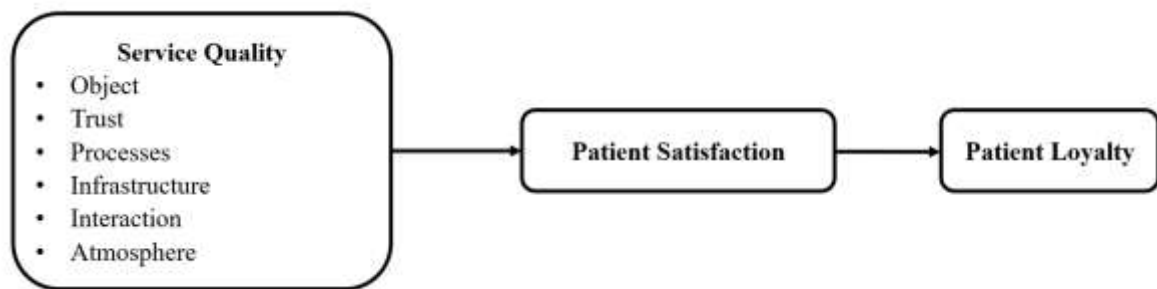 Service Quality
• Object
• Trust
• Processes
• Infrastructure
• Interaction
• Atmosphere
Patient Satisfaction
Patient Loyalty